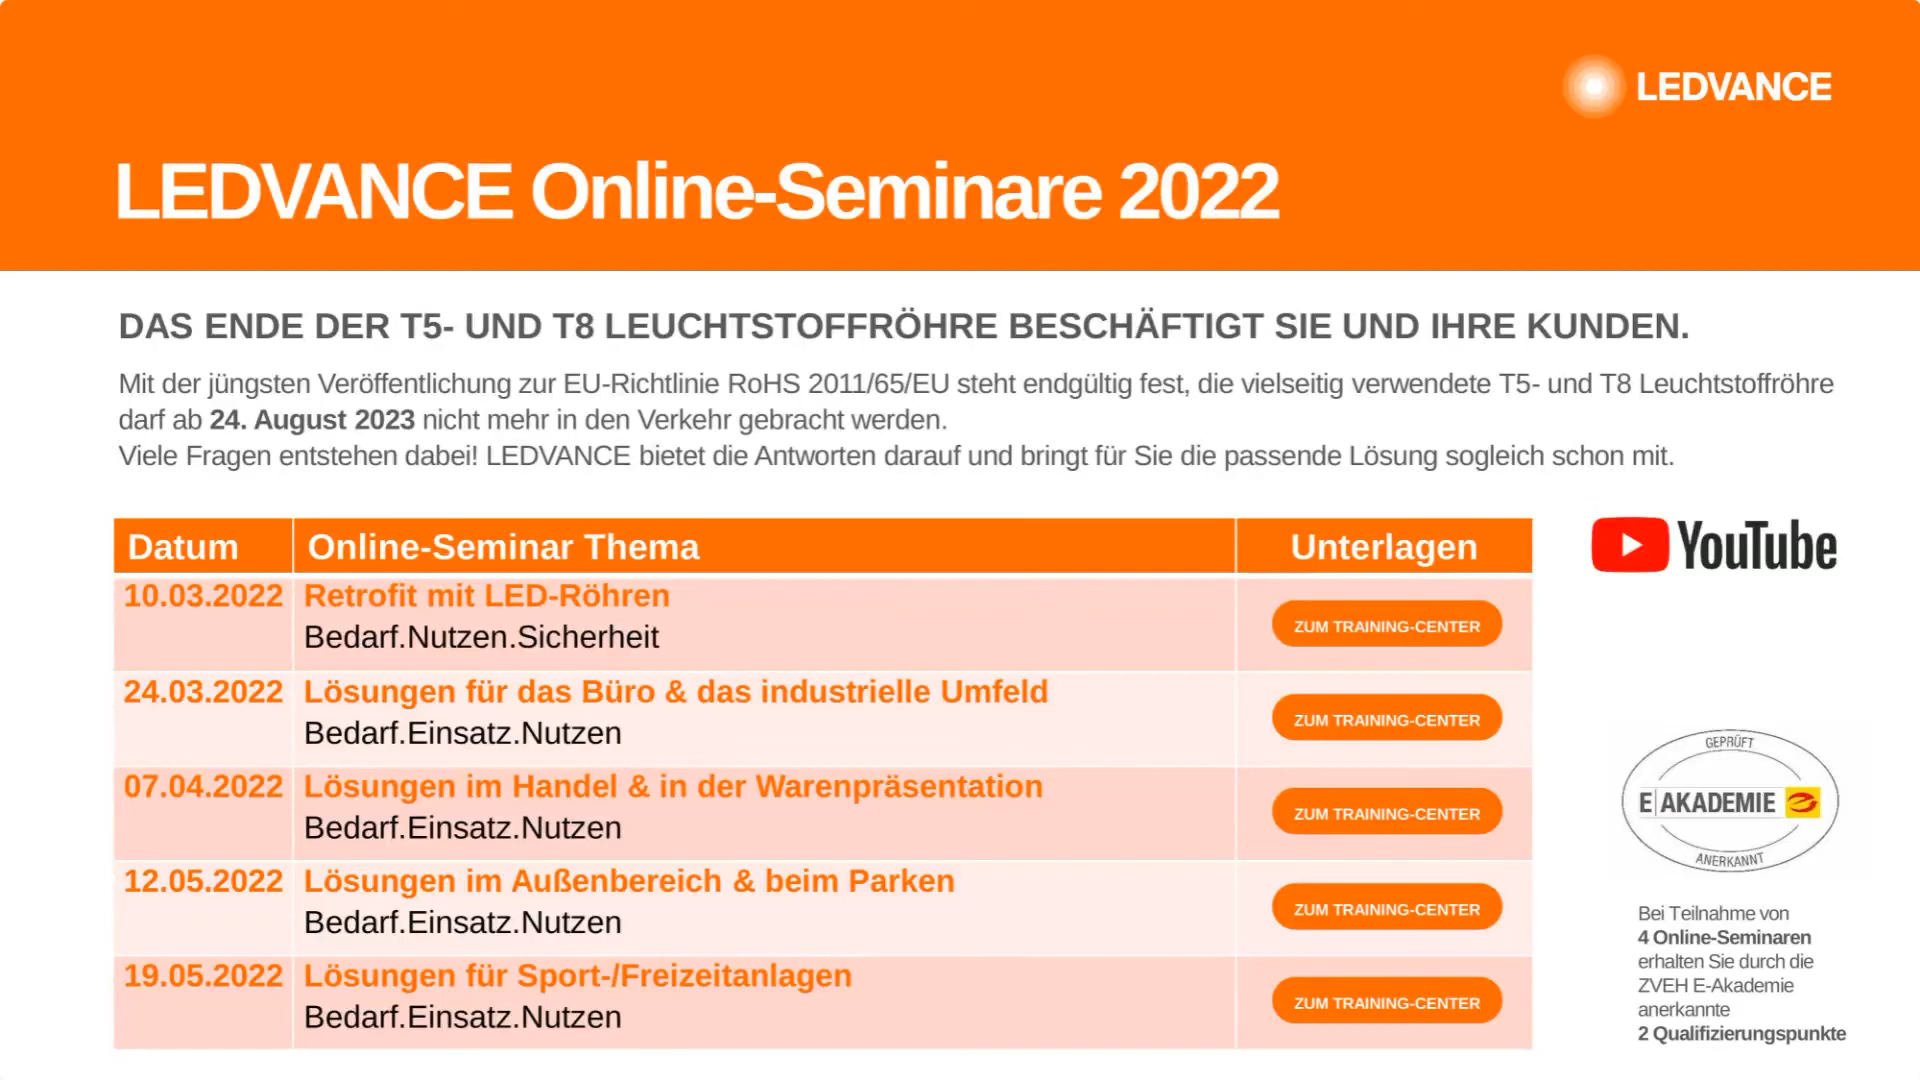 LEDVANCE
LEDVANCE Online-Seminare 2022
DAS ENDE DER T5- UND T8 LEUCHTSTOFFRÖHRE BESCHÄFTIGT SIE UND IHRE KUNDEN.
Mit der jüngsten Veröffentlichung zur EU-Richtlinie RoHS 2011/65/EU steht endgültig fest, die vielseitig verwendete T5- und T8 Leuchtstoffröhre
darf ab 24. August 2023 nicht mehr in den Verkehr gebracht werden.
Viele Fragen entstehen dabei! LEDVANCE bietet die Antworten darauf und bringt für Sie die passende Lösung sogleich schon mit.
Datum Online-Seminar Thema Unterlagen
10.03.2022 Retrofit mit LED-Röhren
Bedarf.Nutzen.Sicherheit
ZUM TRAINING-CENTER
24.03.2022 Lösungen für das Büro & das industrielle Umfeld
Bedarf.Einsatz.Nutzen
ZUM TRAINING-CENTER
07.04.2022 Lösungen im Handel & in der Warenpräsentation
Bedarf.Einsatz.Nutzen
ZUM TRAINING-CENTER
12.05.2022 Lösungen im Außenbereich & beim Parken
Bedarf.Einsatz.Nutzen
ZUM TRAINING-CENTER
19.05.2022 Lösungen für Sport-/Freizeitanlagen
Bedarf.Einsatz.Nutzen
ZUM TRAINING-CENTER
YouTube
GEPRÜFT
E|AKADEMIE
ANERKANNT
Bei Teilnahme von
4 Online-Seminaren
erhalten Sie durch die
ZVEH E-Akademie
anerkannte
2 Qualifizierungspunkte